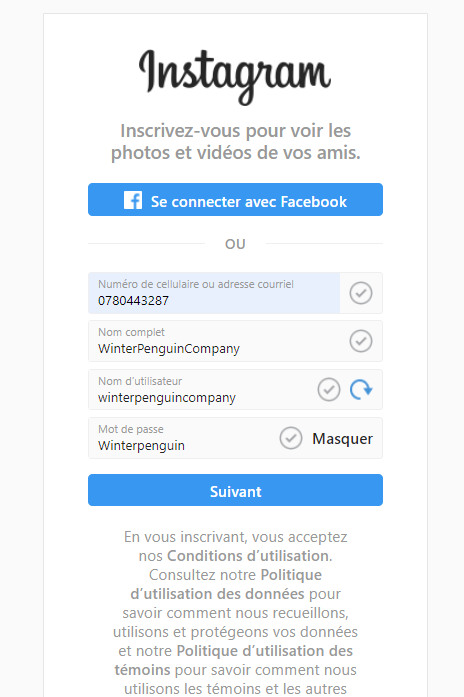 Instagram
Inscrivez-vous pour voir les
photos et vidéos de vos amis.
Se connecter avec Facebook
OU
Numéro de cellulaire ou adresse courriel
0780443287
Nom complet
WinterPenguinCompany
Nom d’utilisateur
winterpenguincompany
Mot de passe
Winterpenguin
Masquer
Suivant
En vous inscrivant, vous acceptez
nos Conditions d’utilisation.
Consultez notre Politique
d’utilisation des données pour
savoir comment nous recueillons,
utilisons et protégeons vos données
et notre Politique d’utilisation des
témoins pour savoir comment nous
utilisons les témoins et les autres